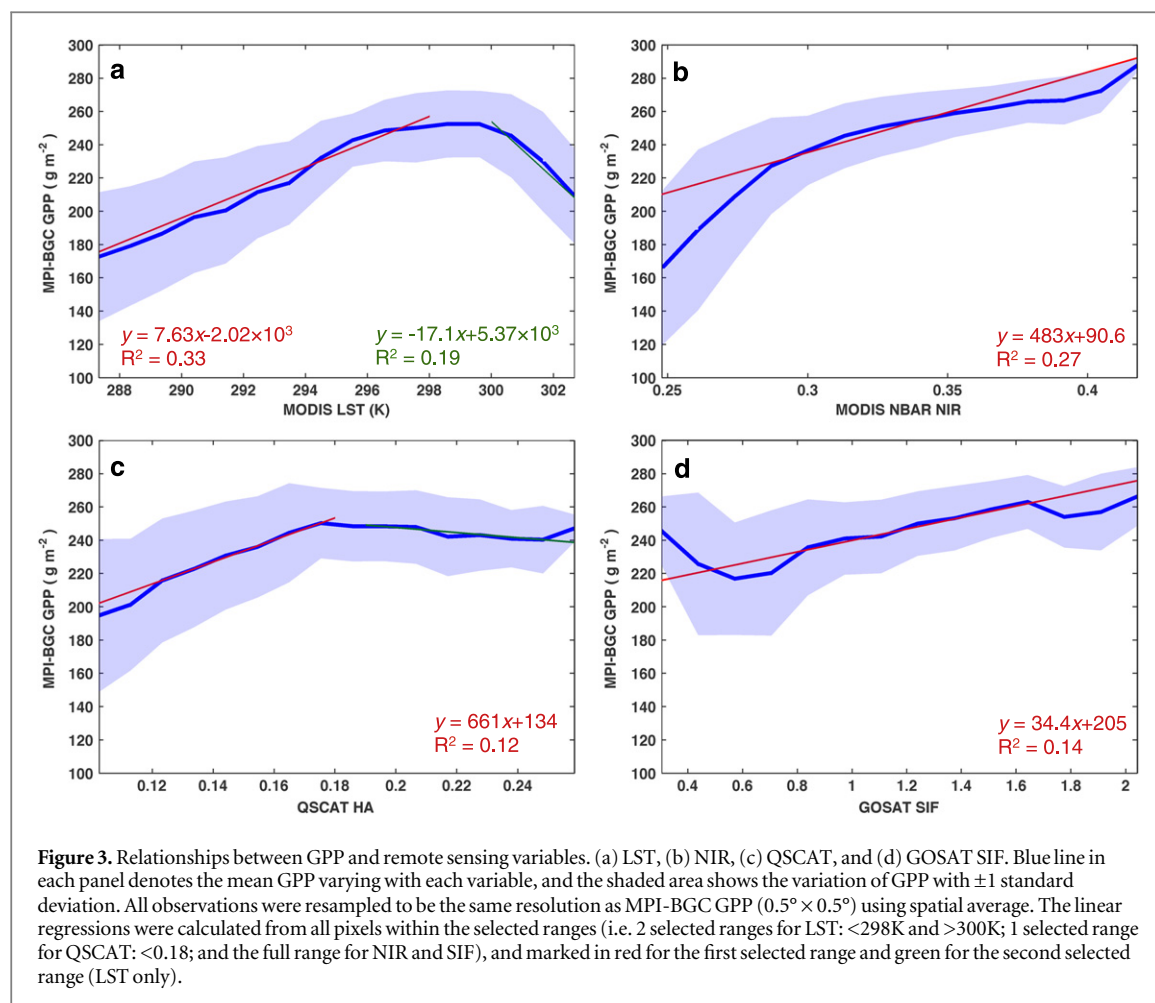 a
MPI-BGC GPP ( g m⁻²)
300
280
260
240
220
200
180
160
140
120
100
y = 7.63x-2.02×10³
R² = 0.33
y = -17.1x+5.37×10³
R² = 0.19
288 290 292 294 296 298 300 302
MODIS LST (K)
b
MPI-BGC GPP ( g m⁻²)
300
280
260
240
220
200
180
160
140
120
100
y = 483x+90.6
R² = 0.27
0.25 0.3 0.35 0.4
MODIS NBAR NIR
c
MPI-BGC GPP ( g m⁻²)
300
280
260
240
220
200
180
160
140
120
100
y = 661x+134
R² = 0.12
0.12 0.14 0.16 0.18 0.2 0.22 0.24
QSCAT HA
d
MPI-BGC GPP ( g m⁻²)
300
280
260
240
220
200
180
160
140
120
100
y = 34.4x+205
R² = 0.14
0.4 0.6 0.8 1 1.2 1.4 1.6 1.8 2
GOSAT SIF
Figure 3. Relationships between GPP and remote sensing variables. (a) LST, (b) NIR, (c) QSCAT, and (d) GOSAT SIF. Blue line in
each panel denotes the mean GPP varying with each variable, and the shaded area shows the variation of GPP with ±1 standard
deviation. All observations were resampled to be the same resolution as MPI-BGC GPP (0.5° × 0.5°) using spatial average. The linear
regressions were calculated from all pixels within the selected ranges (i.e. 2 selected ranges for LST: <298K and >300K; 1 selected range
for QSCAT: <0.18; and the full range for NIR and SIF), and marked in red for the first selected range and green for the second selected
range (LST only).